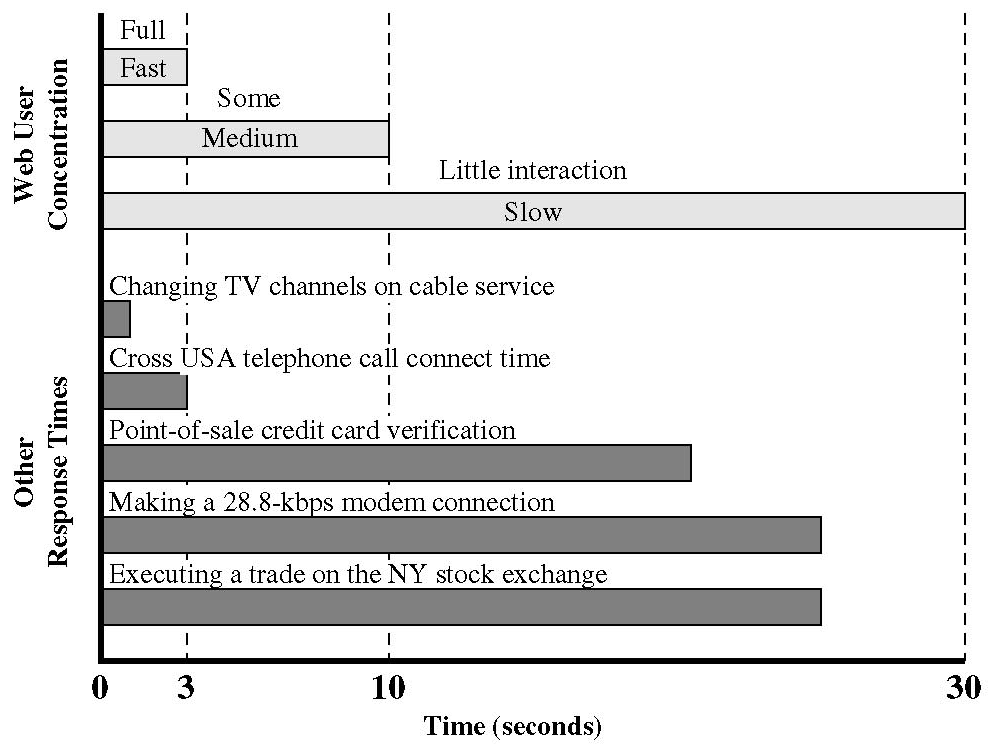 Full
Fast
Some
Medium
Little interaction
Slow
Web User
Concentration
Changing TV channels on cable service
Cross USA telephone call connect time
Point-of-sale credit card verification
Making a 28.8-kbps modem connection
Executing a trade on the NY stock exchange
Other
Response Times
0 3 10 30
Time (seconds)